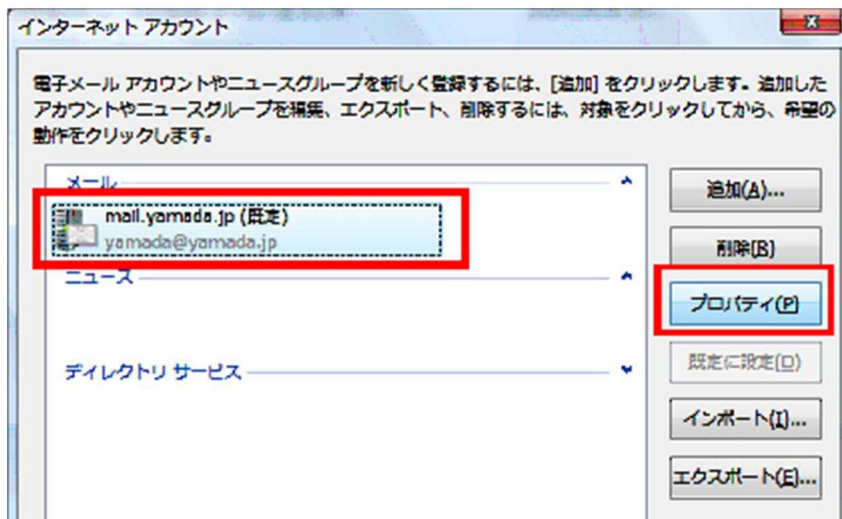 インターネット アカウント
電子メール アカウントやニュースグループを新しく登録するには、[追加] をクリックします。追加した
アカウントやニュースグループを編集、エクスポート、削除するには、対象をクリックしてから、希望の
動作をクリックします。
メール
mail.yamada.jp (既定)
yamada@yamada.jp
ニュース
ディレクトリ サービス
追加(A)...
削除(R)
プロパティ(P)
既定に設定(D)
インポート(I)...
エクスポート(E)...